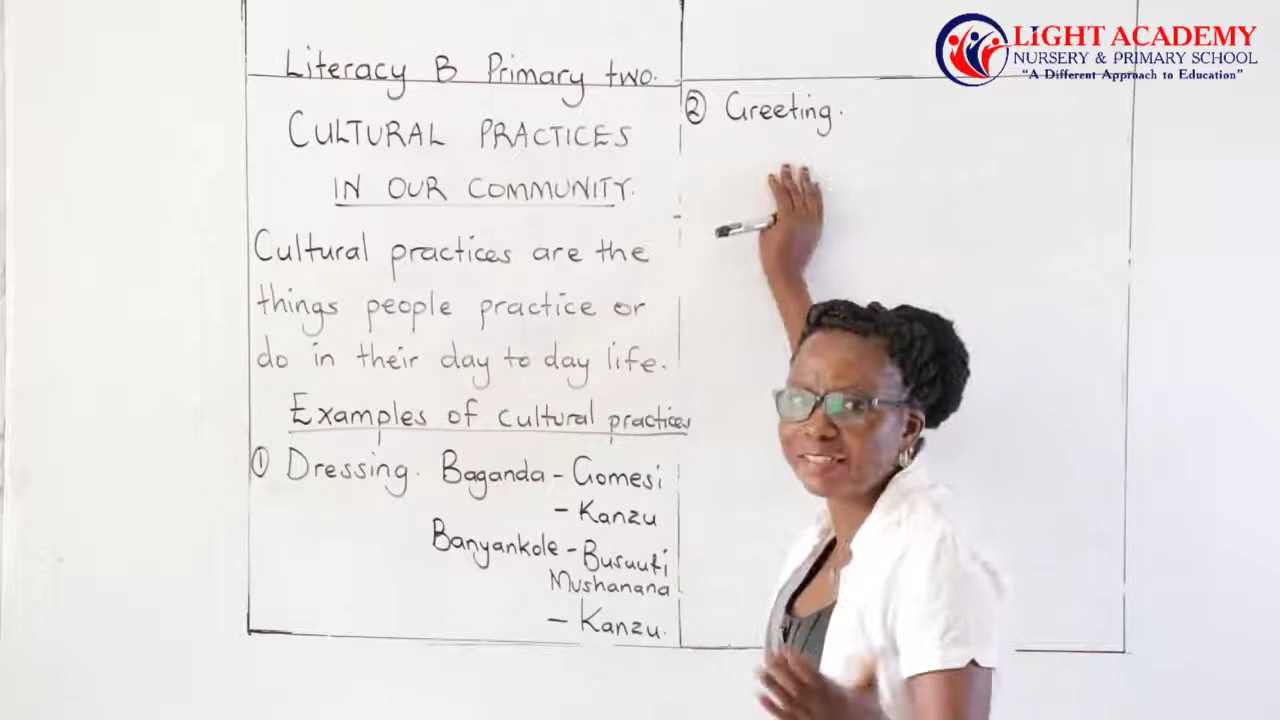 Literacy B Primary two.
CULTURAL PRACTICES
IN OUR COMMUNITY.
Cultural practices are the
things people practice or
do in their day to day life.
Examples of cultural practices
① Dressing. Baganda - Gomesi
- Kanzu
Banyankole - Busuuti
Mushanana
- Kanzu.
② Greeting.
LIGHT ACADEMY
NURSERY & PRIMARY SCHOOL
"A Different Approach to Education"